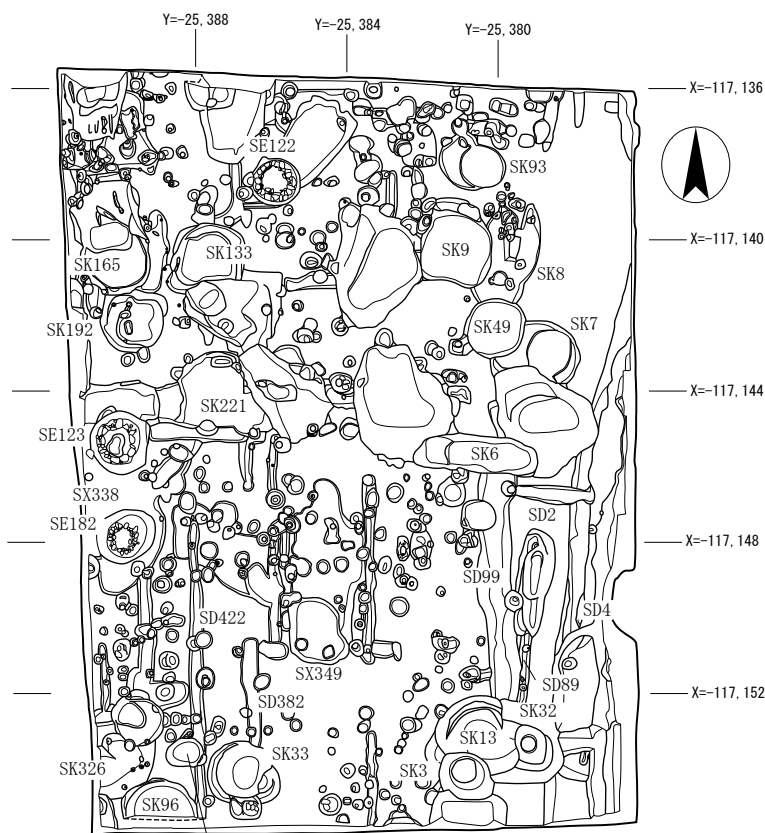 Y=-25,388
Y=-25,384
Y=-25,380
X=-117,136
SE122
SK93
X=-117,140
SK165
SK133
SK9
SK8
SK192
SK49
SK7
X=-117,144
SK221
SE123
SK6
SX338
SD2
SE182
X=-117,148
SD99
SD422
SD4
SX349
SD89
SD382
SK32
X=-117,152
SK13
SK33
SK326
SK3
SK96